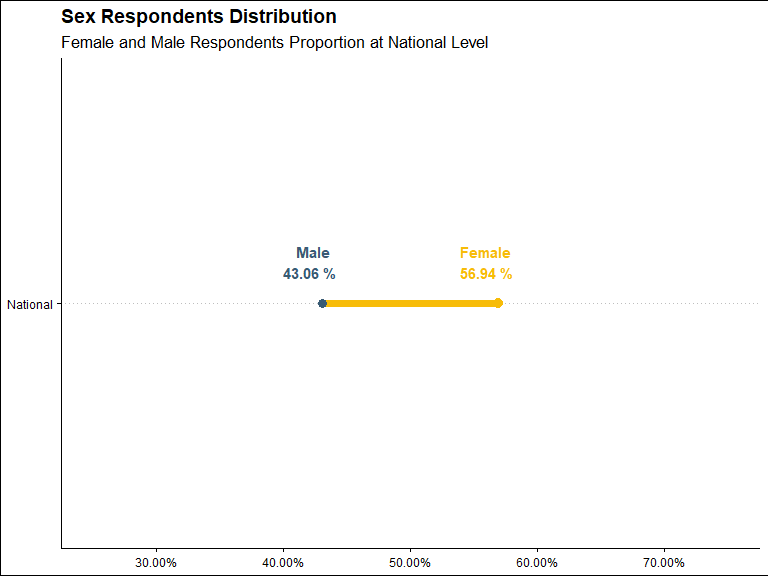 Sex Respondents Distribution
Female and Male Respondents Proportion at National Level
Male Female
43.06 % 56.94 %
National
30.00% 40.00% 50.00% 60.00% 70.00%